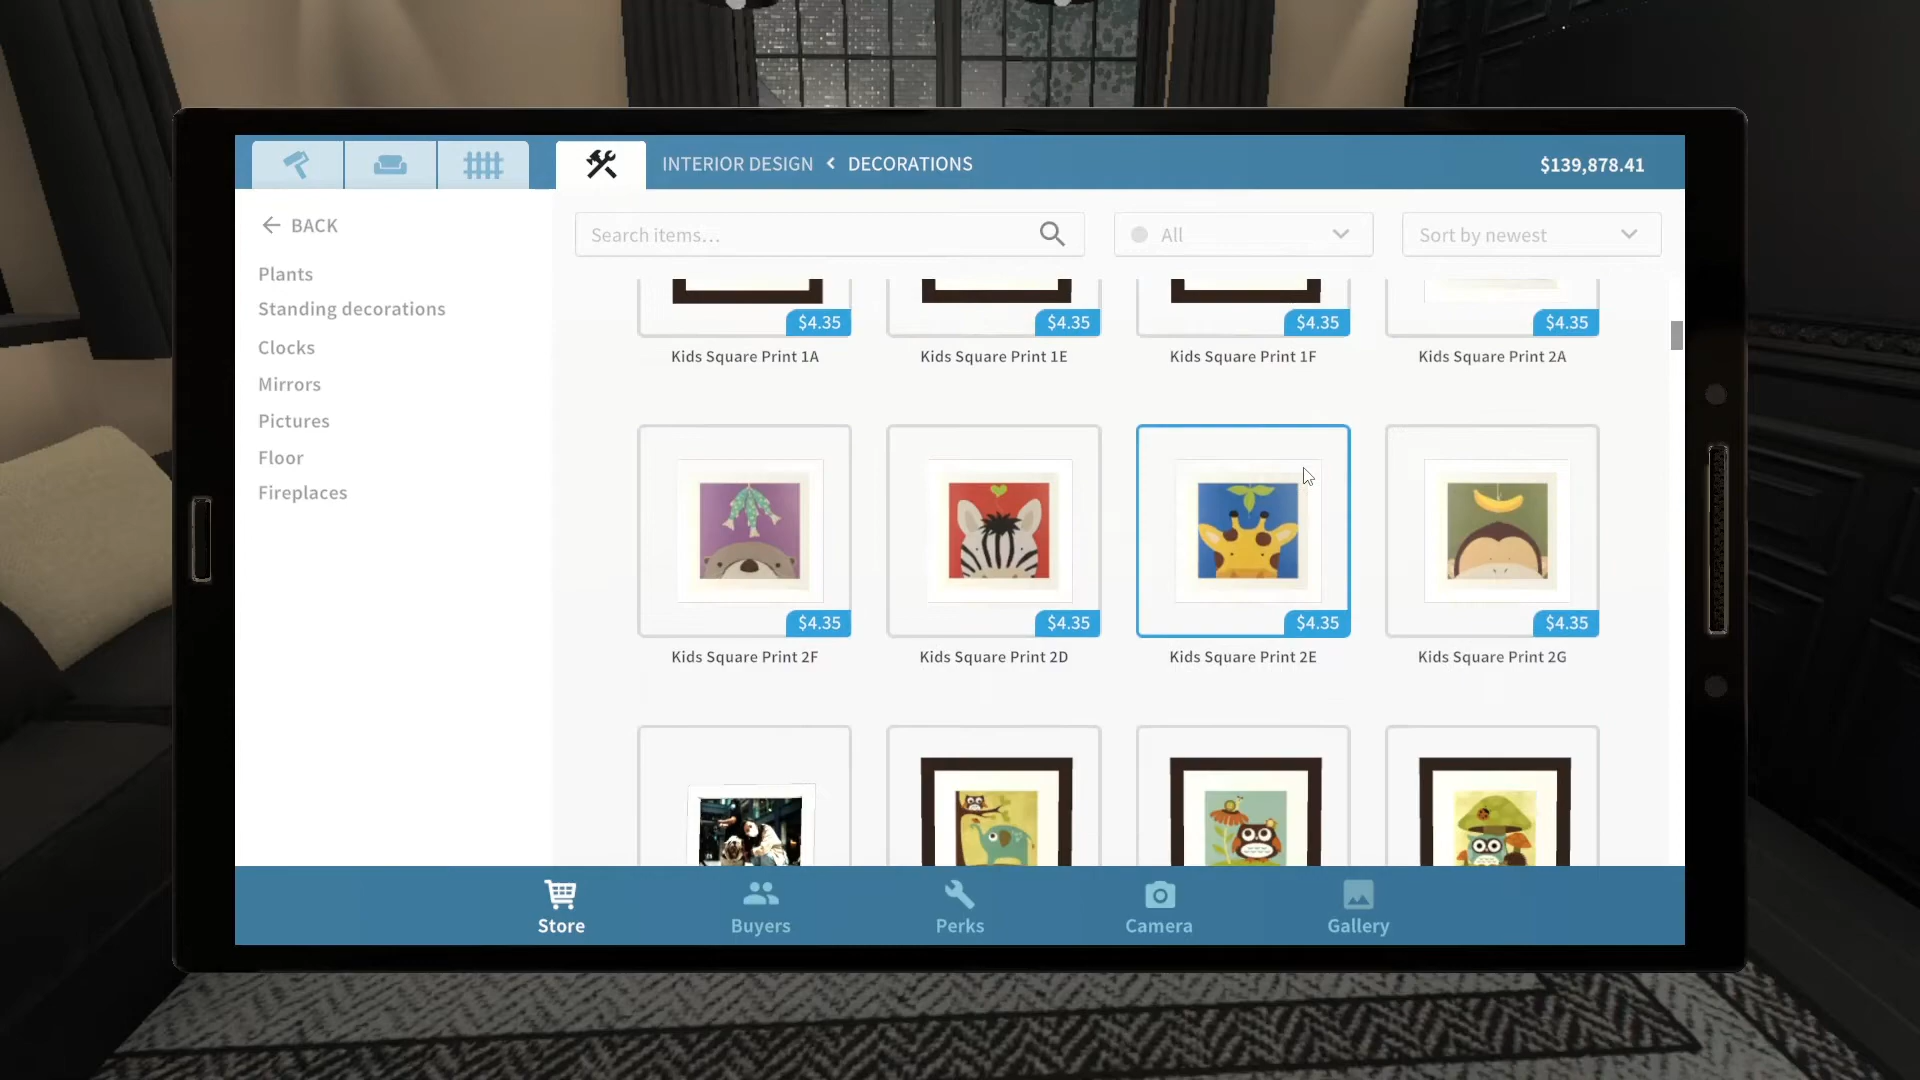 INTERIOR DESIGN < DECORATIONS
$139,878.41
BACK
Search items...
All
Sort by newest
Plants
Standing decorations
Clocks
Mirrors
Pictures
Floor
Fireplaces
$4.35 $4.35 $4.35 $4.35
Kids Square Print 1A Kids Square Print 1E Kids Square Print 1F Kids Square Print 2A
$4.35 $4.35 $4.35 $4.35
Kids Square Print 2F Kids Square Print 2D Kids Square Print 2E Kids Square Print 2G
Store Buyers Perks Camera Gallery